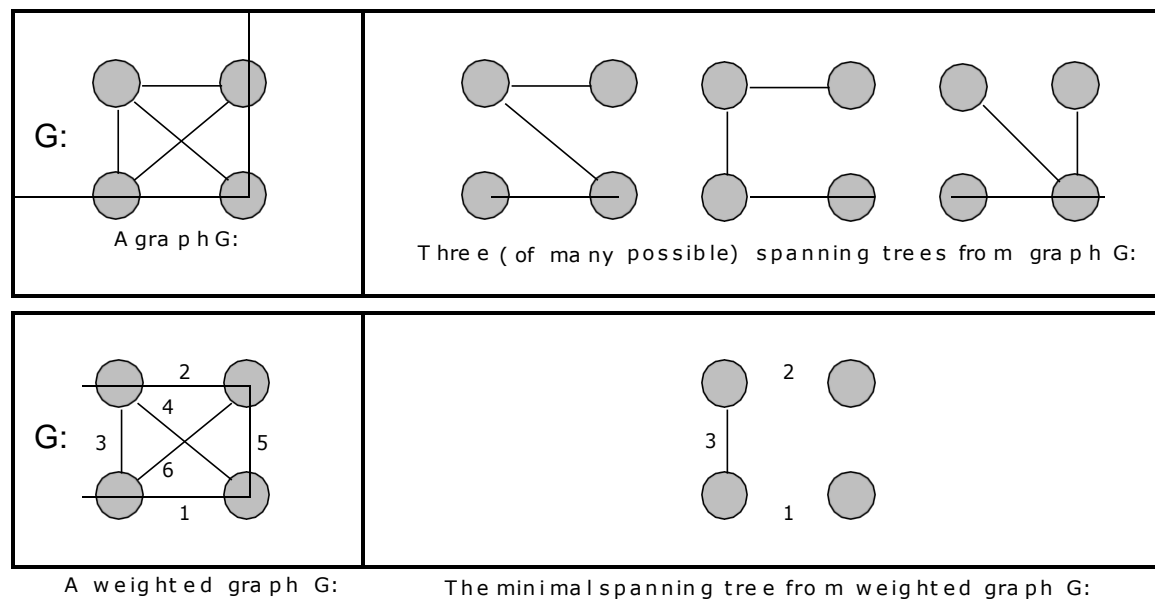 G:
A graph G:
Three (of many possible) spanning trees from graph G:
2
4
G: 3 5
6
1
2
3
1
A weighted graph G:
The minimal spanning tree from weighted graph G: